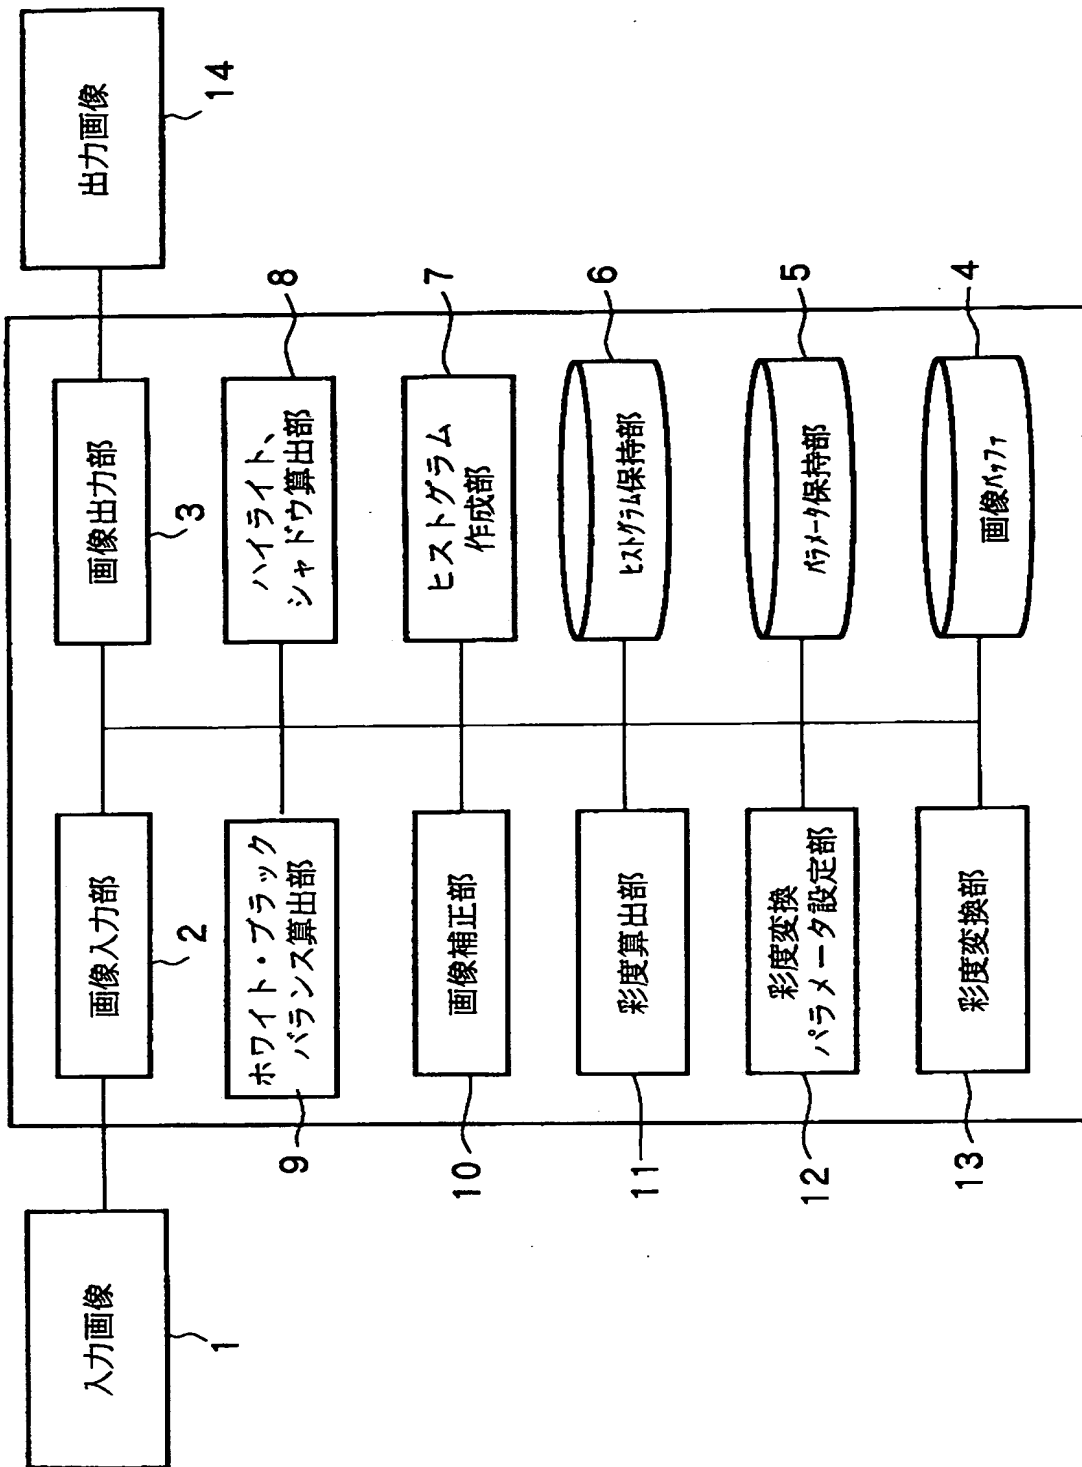 入力画像
1
画像入力部
2
画像出力部
3
出力画像
14
ホワイト・ブラック
バランス算出部
9
ハイライト、
シャドウ算出部
8
画像補正部
10
ヒストグラム
作成部
7
彩度算出部
11
ヒストグラム保持部
6
彩度変換
パラメータ設定部
12
パラメータ保持部
5
彩度変換部
13
画像バッファ
4